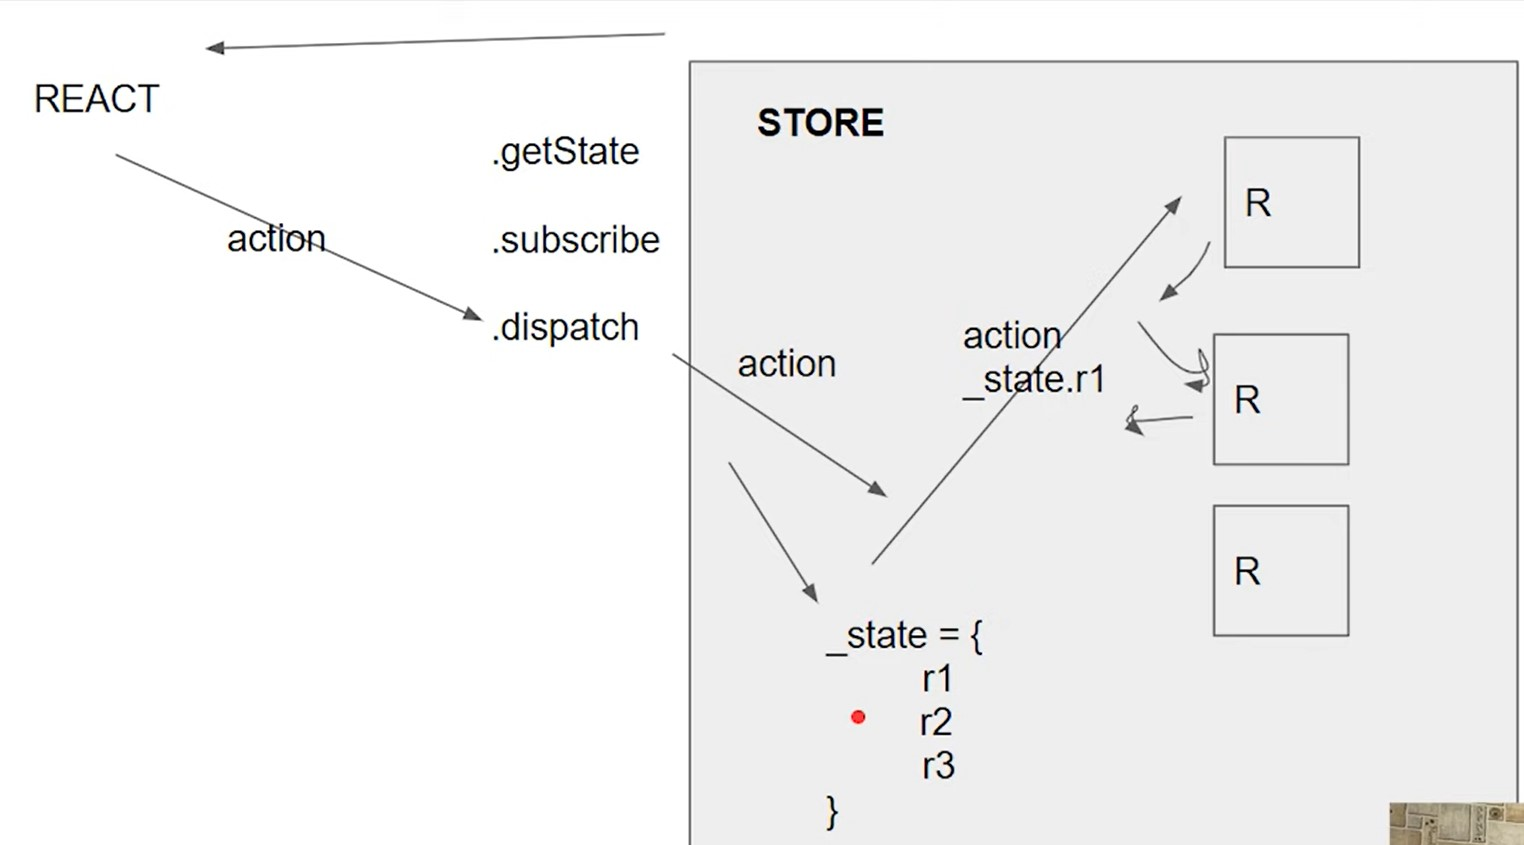 REACT
STORE
.getState
action
.subscribe
.dispatch
action
action
_state.r1
R
R
R
_state = {
r1
r2
r3
}